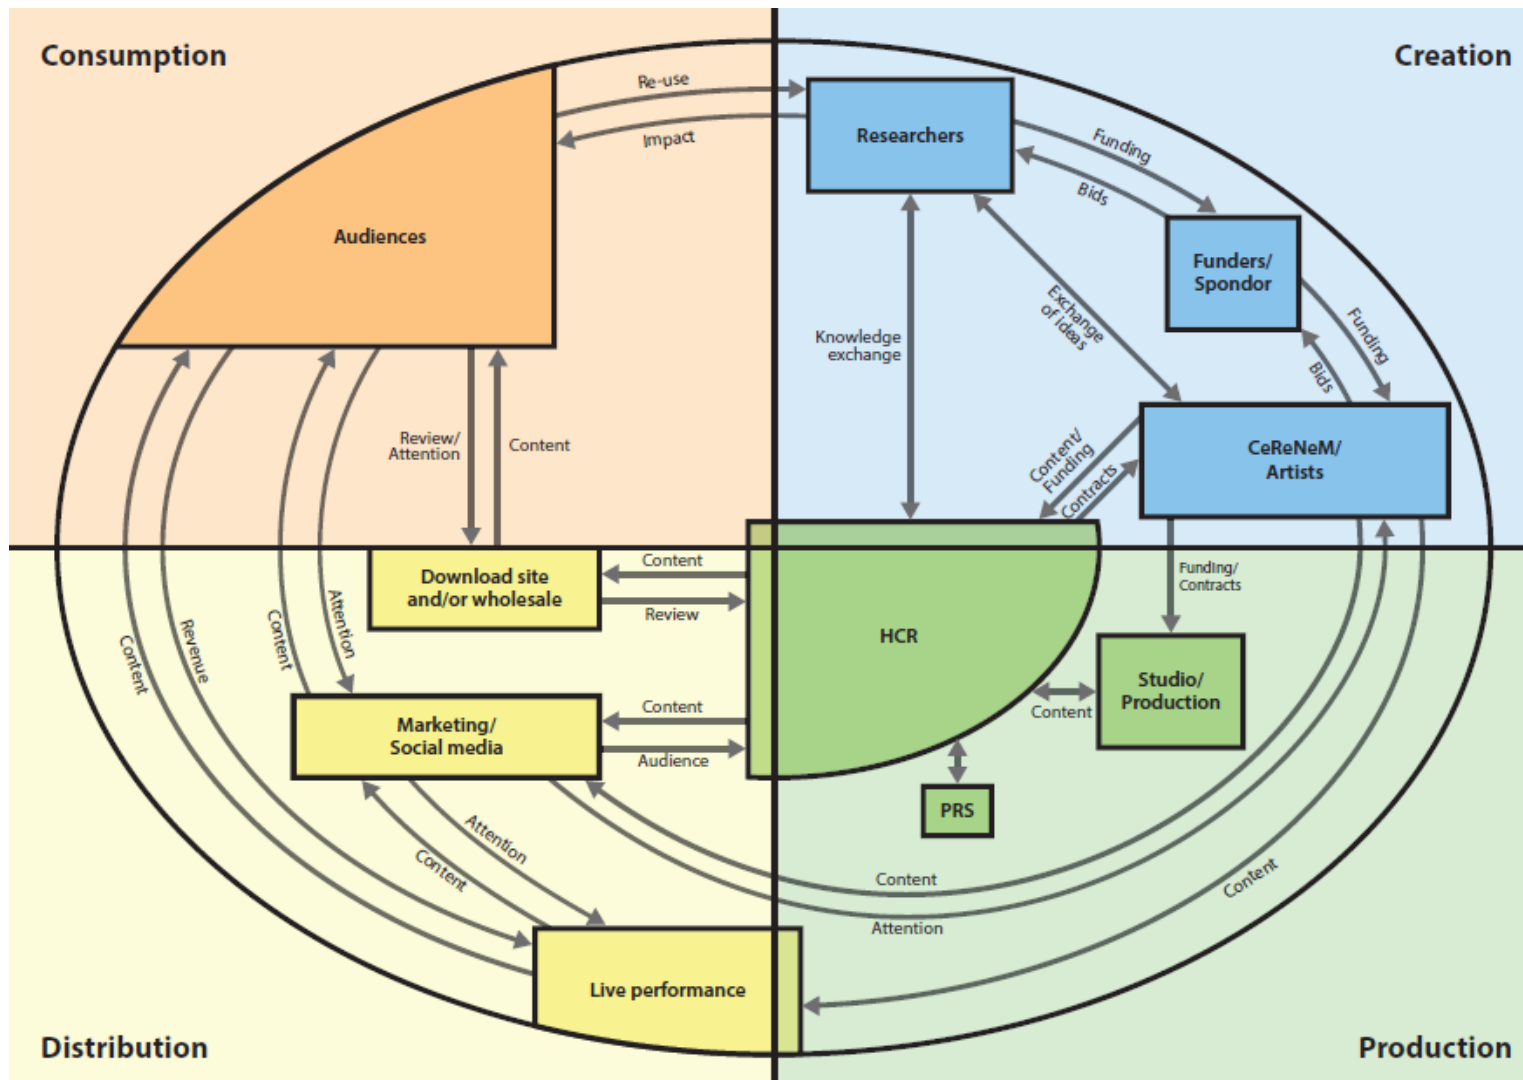 Consumption
Creation
Re-use
Impact
Researchers
Funding
Bids
Audiences
Funders/
Spondor
Exchange
of ideas
Knowledge
exchange
Funding
Bids
Review/
Attention
Content
Content/
Funding
Contracts
CeReNeM/
Artists
Download site
and/or wholesale
Content
Review
HCR
Funding/
Contracts
Content
Revenue
Content
Attention
Marketing/
Social media
Content
Audience
Studio/
Production
Content
PRS
Attention
Content
Content
Attention
Content
Live performance
Distribution
Production